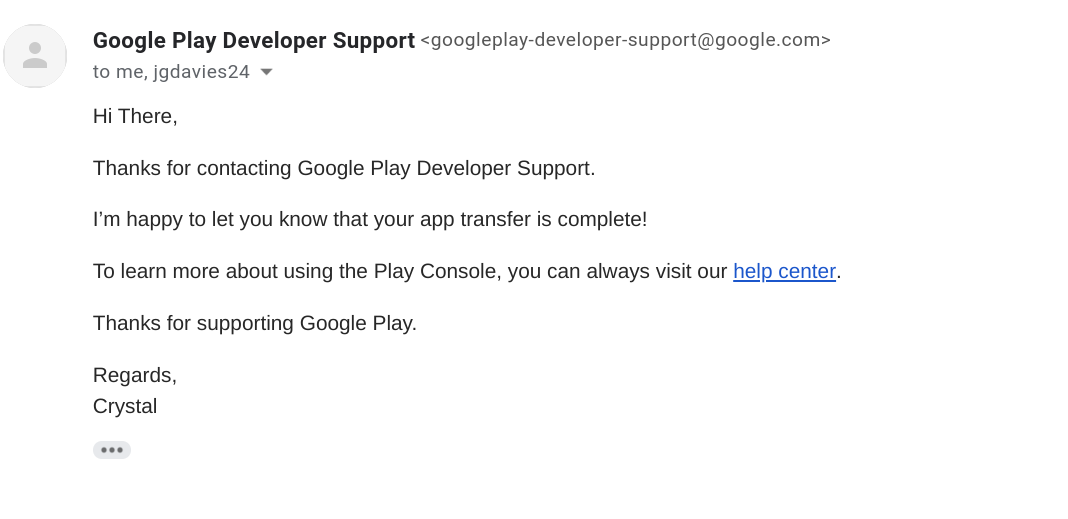 Google Play Developer Support <googleplay-developer-support@google.com>
to me, jgdavies24
Hi There,
Thanks for contacting Google Play Developer Support.
I’m happy to let you know that your app transfer is complete!
To learn more about using the Play Console, you can always visit our help center.
Thanks for supporting Google Play.
Regards,
Crystal